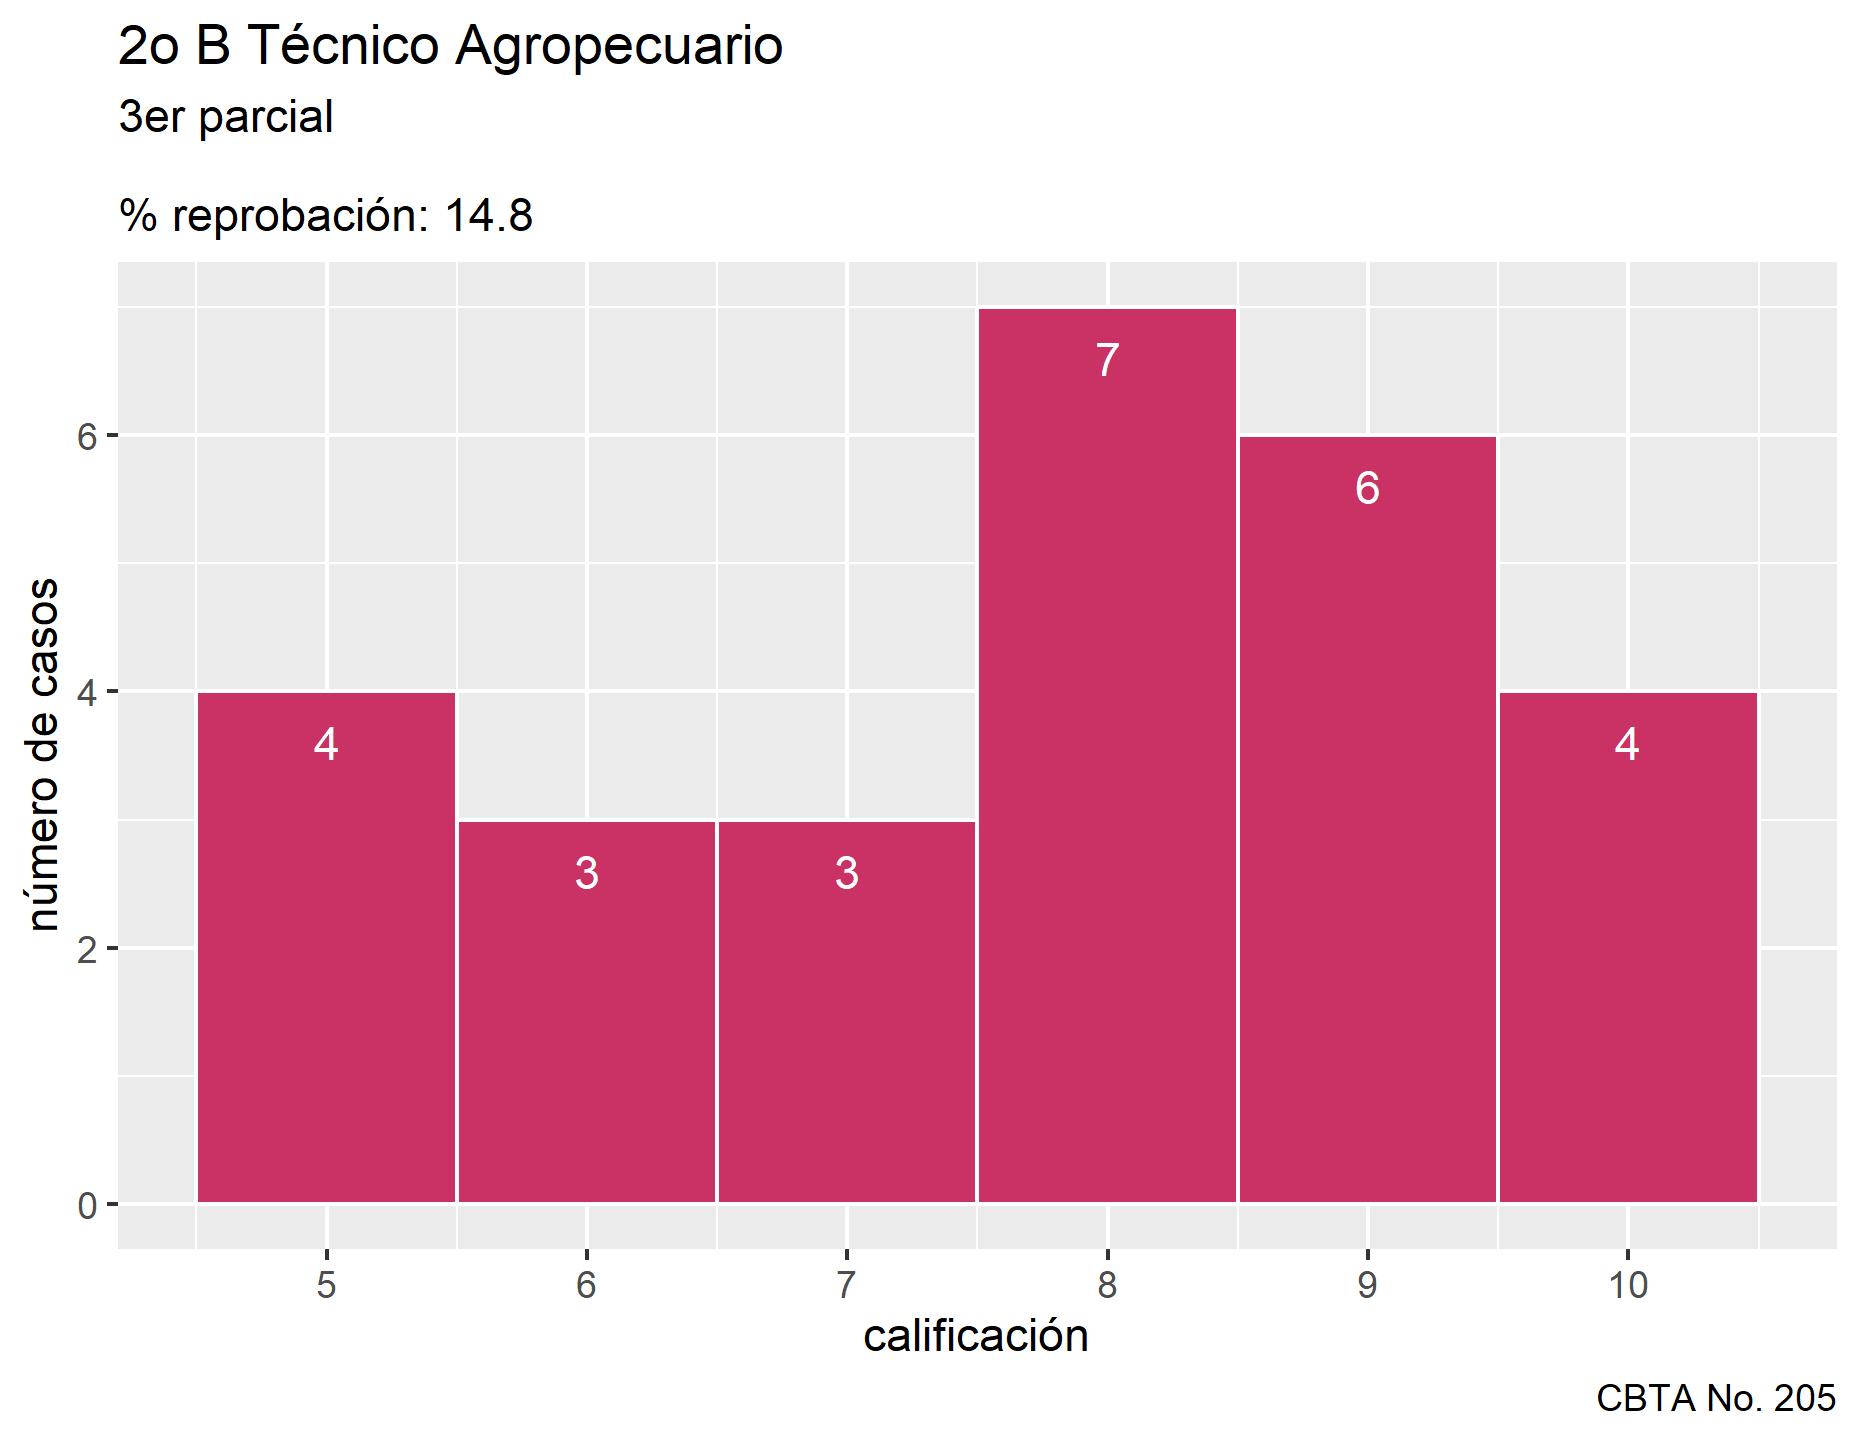 2o B Técnico Agropecuario
3er parcial
% reprobación: 14.8
número de casos
6
4
2
0
4
3
3
7
6
4
5
6
7
8
9
10
calificación
CBTA No. 205